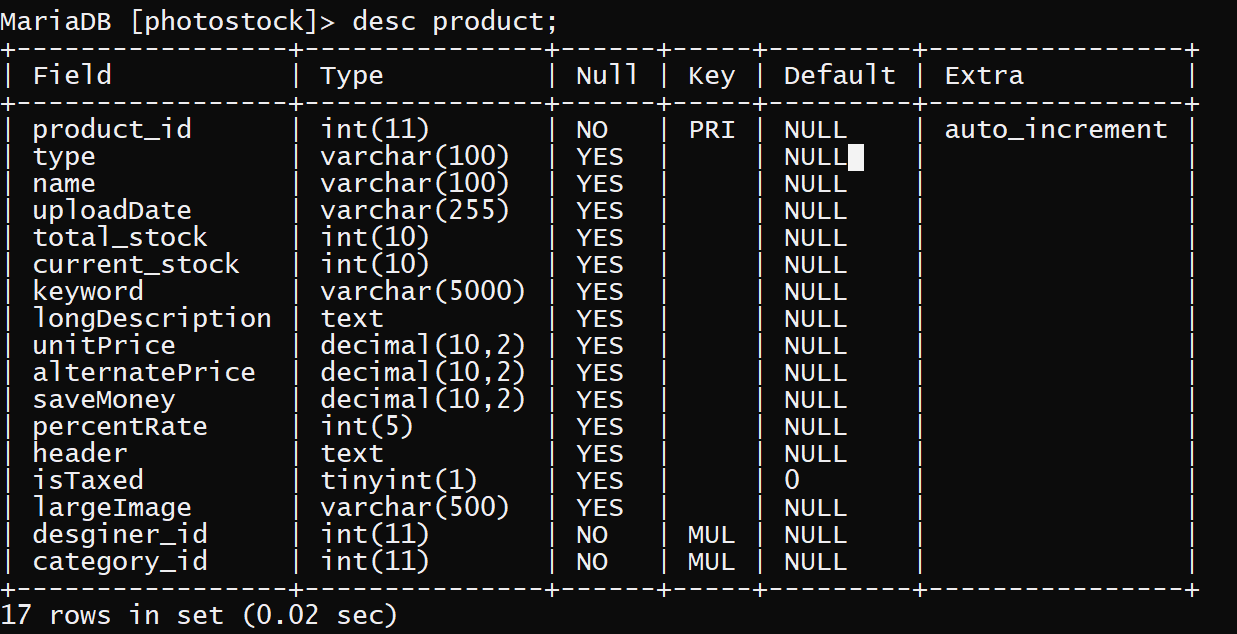 MariaDB [photostock]> desc product;
+-----------------+---------------+------+-----+---------+----------------+
| Field           | Type          | Null | Key | Default | Extra          |
+-----------------+---------------+------+-----+---------+----------------+
| product_id      | int(11)       | NO   | PRI | NULL    | auto_increment |
| type            | varchar(100)  | YES  |     | NULL    |                |
| name            | varchar(100)  | YES  |     | NULL    |                |
| uploadDate      | varchar(255)  | YES  |     | NULL    |                |
| total_stock     | int(10)       | YES  |     | NULL    |                |
| current_stock   | int(10)       | YES  |     | NULL    |                |
| keyword         | varchar(5000) | YES  |     | NULL    |                |
| longDescription | text          | YES  |     | NULL    |                |
| unitPrice       | decimal(10,2) | YES  |     | NULL    |                |
| alternatePrice  | decimal(10,2) | YES  |     | NULL    |                |
| saveMoney       | decimal(10,2) | YES  |     | NULL    |                |
| percentRate     | int(5)        | YES  |     | NULL    |                |
| header          | text          | YES  |     | NULL    |                |
| isTaxed         | tinyint(1)    | YES  |     | 0       |                |
| largeImage      | varchar(500)  | YES  |     | NULL    |                |
| desginer_id     | int(11)       | NO   | MUL | NULL    |                |
| category_id     | int(11)       | NO   | MUL | NULL    |                |
+-----------------+---------------+------+-----+---------+----------------+
17 rows in set (0.02 sec)